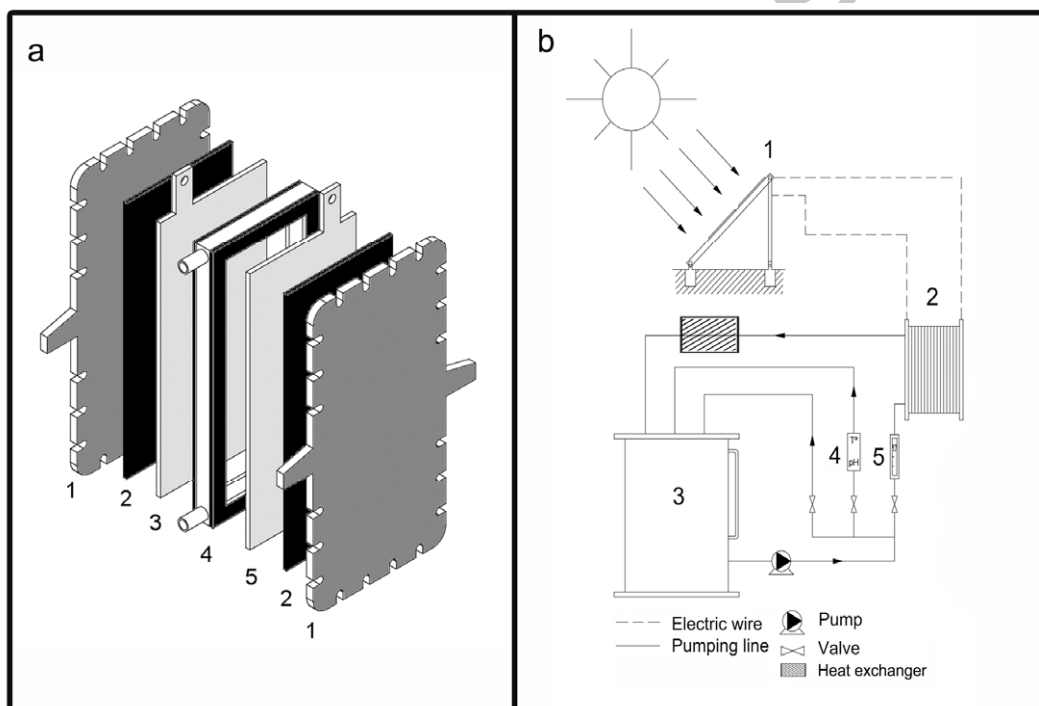 a
1
2
3
4
5
2
1
b
1
2
3
4
5
T
pH
Electric wire
Pumping line
Pump
Valve
Heat exchanger